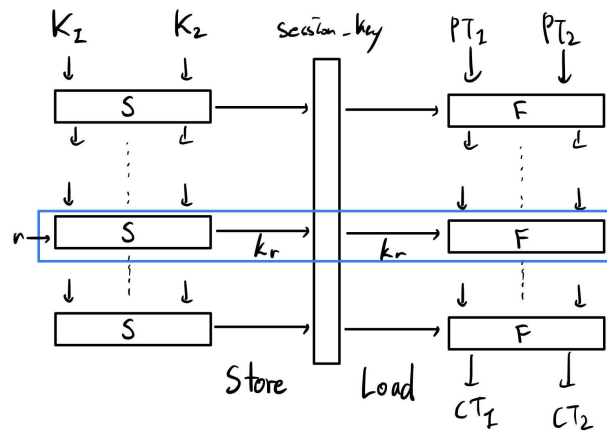 K1 K2 session_key PT1 PT2
S F
r S kr kr F
S F
Store Load CT1 CT2